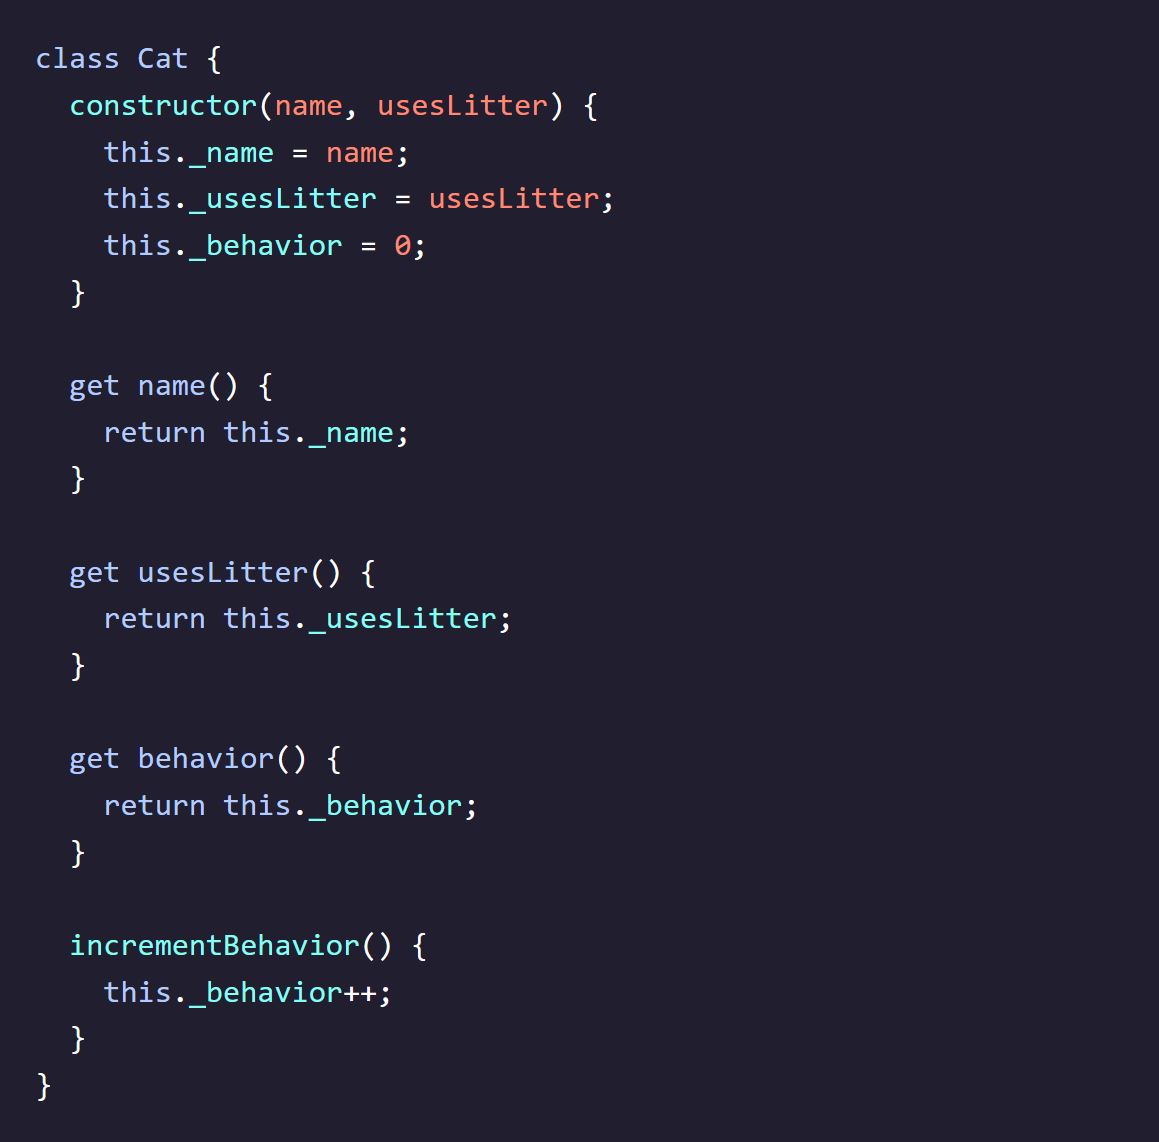 class Cat {
  constructor(name, usesLitter) {
    this._name = name;
    this._usesLitter = usesLitter;
    this._behavior = 0;
  }

  get name() {
    return this._name;
  }

  get usesLitter() {
    return this._usesLitter;
  }

  get behavior() {
    return this._behavior;
  }

  incrementBehavior() {
    this._behavior++;
  }
}